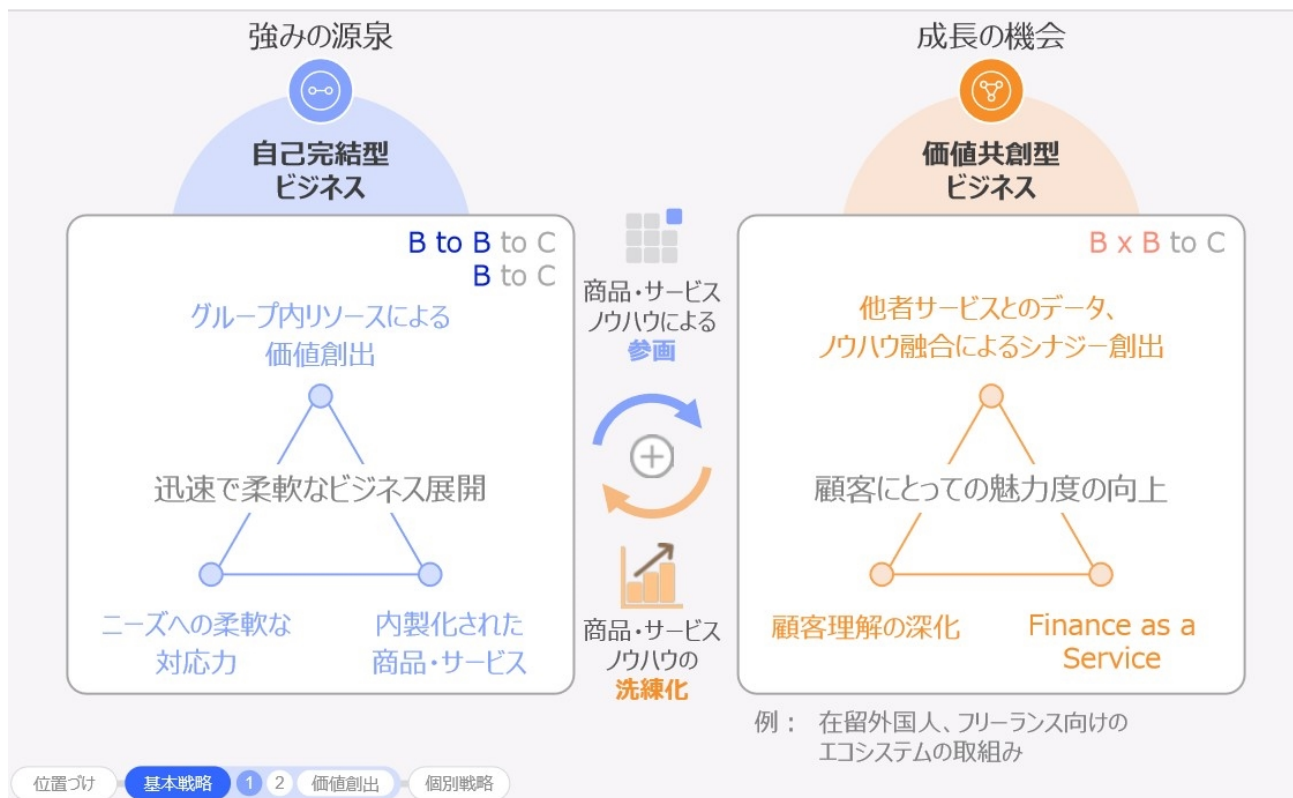 強みの源泉
自己完結型
ビジネス
B to B to C
B to C
グループ内リソースによる
価値創出
迅速で柔軟なビジネス展開
ニーズへの柔軟な
対応力
内製化された
商品・サービス
商品・サービス
ノウハウによる
参画
商品・サービス
ノウハウの
洗練化
成長の機会
価値共創型
ビジネス
B x B to C
他者サービスとのデータ、
ノウハウ融合によるシナジー創出
顧客にとっての魅力度の向上
顧客理解の深化
Finance as a
Service
例： 在留外国人、フリーランス向けの
エコシステムの取組み
位置づけ 基本戦略 1 2 価値創出 個別戦略